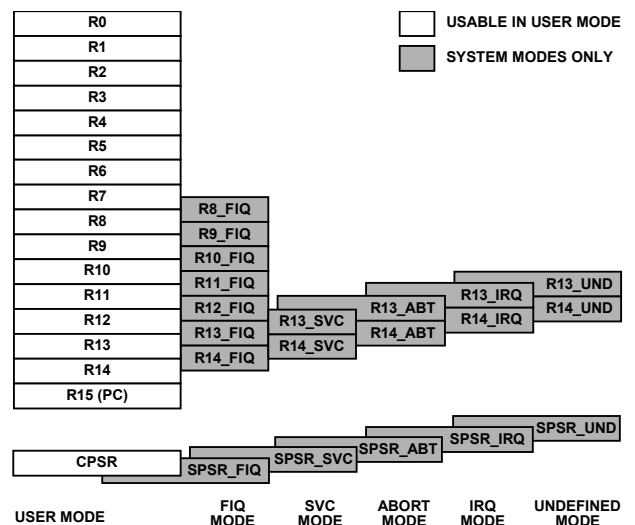 R0
R1
R2
R3
R4
R5
R6
R7
R8
R9
R10
R11
R12
R13
R14
R15 (PC)
R8_FIQ
R9_FIQ
R10_FIQ
R11_FIQ
R12_FIQ
R13_FIQ
R14_FIQ
R13_SVC
R14_SVC
R13_ABT
R14_ABT
R13_IRQ
R14_IRQ
R13_UND
R14_UND
USABLE IN USER MODE
SYSTEM MODES ONLY
CPSR
SPSR_FIQ
SPSR_SVC
SPSR_ABT
SPSR_IRQ
SPSR_UND
USER MODE
FIQ
MODE
SVC
MODE
ABORT
MODE
IRQ
MODE
UNDEFINED
MODE